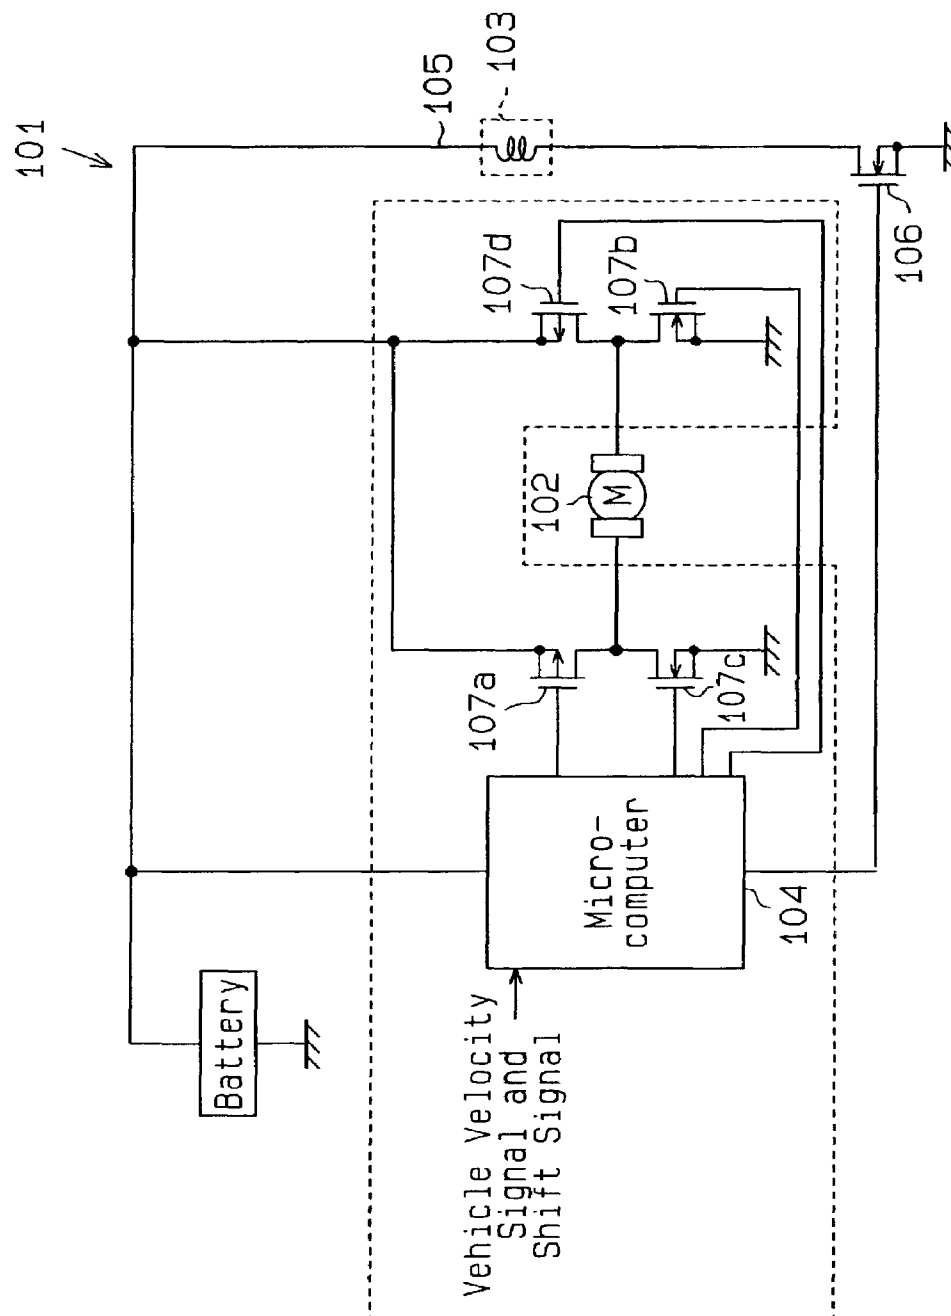 101
105
103
Battery
107d
107b
102
M
107a
107c
106
Micro-
computer
104
Vehicle Velocity
Signal and
Shift Signal